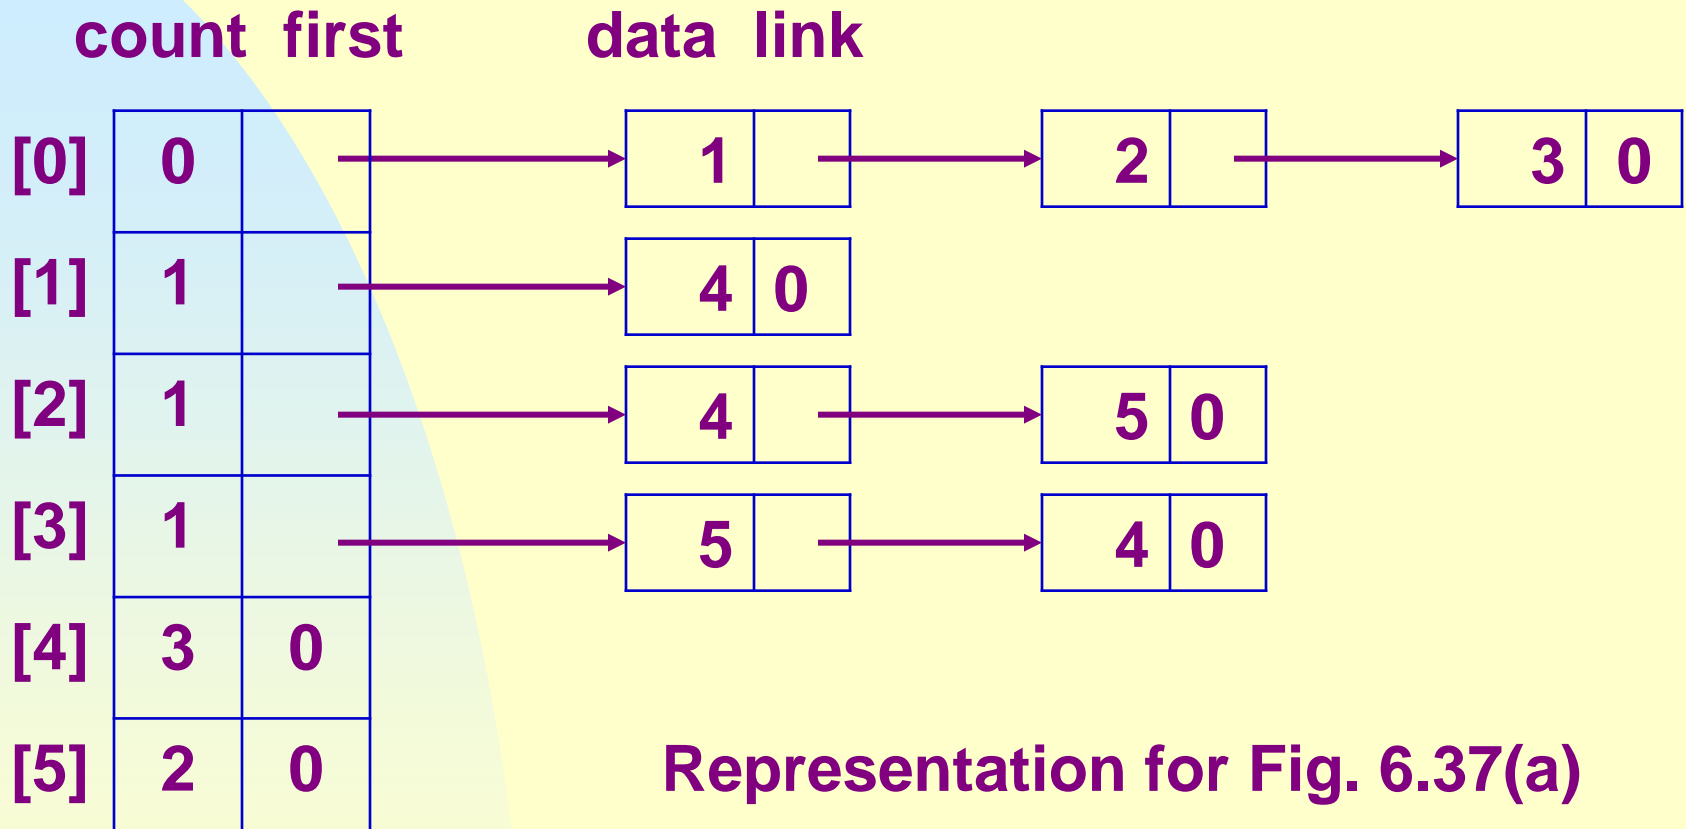 count first data link
[0] 0 1 2 3 0
[1] 1 4 0
[2] 1 4 5 0
[3] 1 5 4 0
[4] 3 0
[5] 2 0 Representation for Fig. 6.37(a)